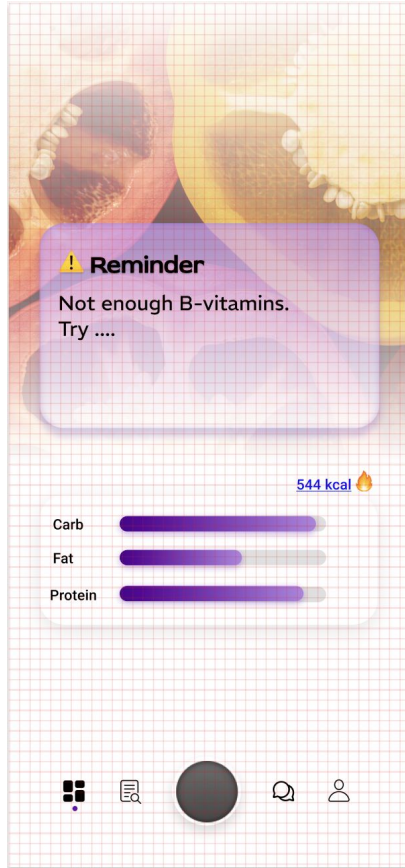 ⚠️ Reminder
Not enough B-vitamins.
Try ....
544 kcal 🔥
Carb
Fat
Protein